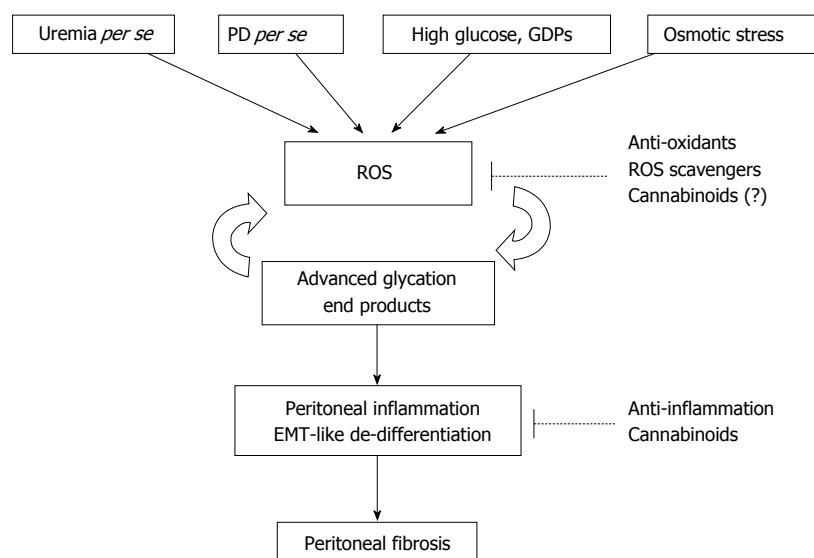 Uremia per se
PD per se
High glucose, GDPs
Osmotic stress
ROS
Anti-oxidants
ROS scavengers
Cannabinoids (?)
Advanced glycation
end products
Peritoneal inflammation
EMT-like de-differentiation
Anti-inflammation
Cannabinoids
Peritoneal fibrosis